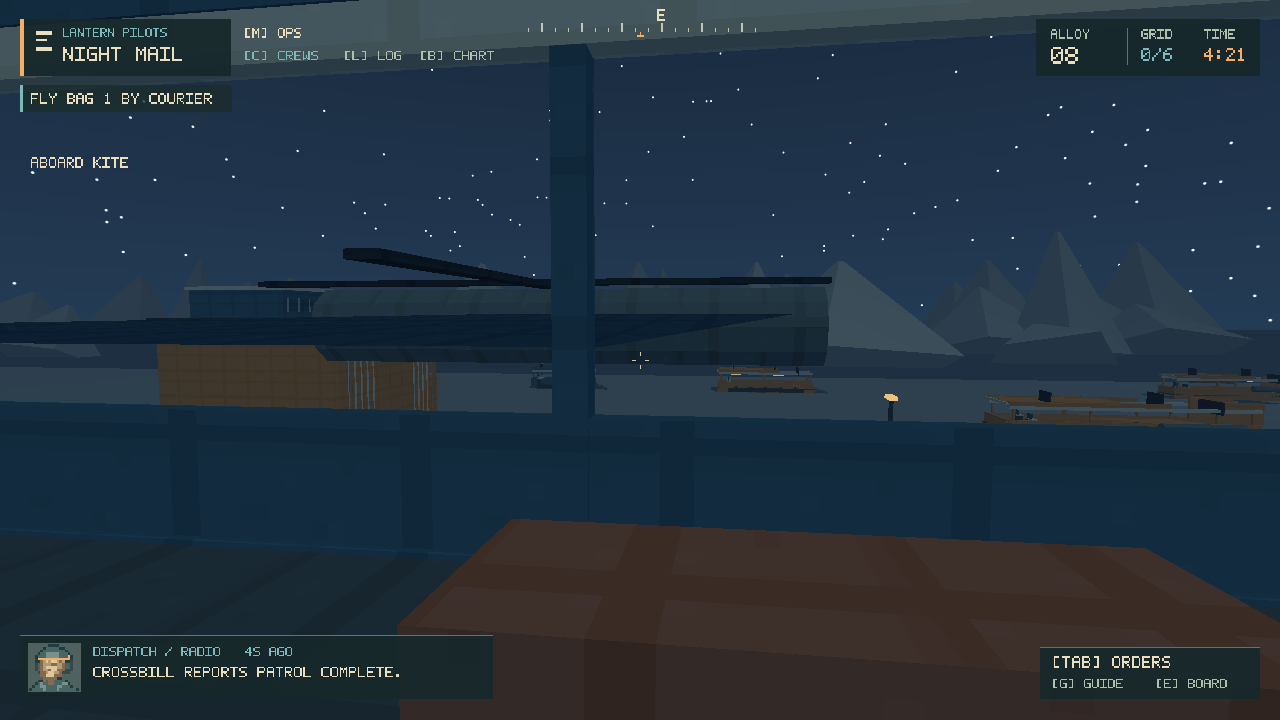 LANTERN PILOTS
NIGHT MAIL
[M] OPS
[C] CREWS [L] LOG [B] CHART
E
ALLOY
08
GRID
0/6
TIME
4:21
FLY BAG 1 BY COURIER
ABOARD KITE
DISPATCH / RADIO 4S AGO
CROSSBILL REPORTS PATROL COMPLETE.
[TAB] ORDERS
[G] GUIDE [E] BOARD